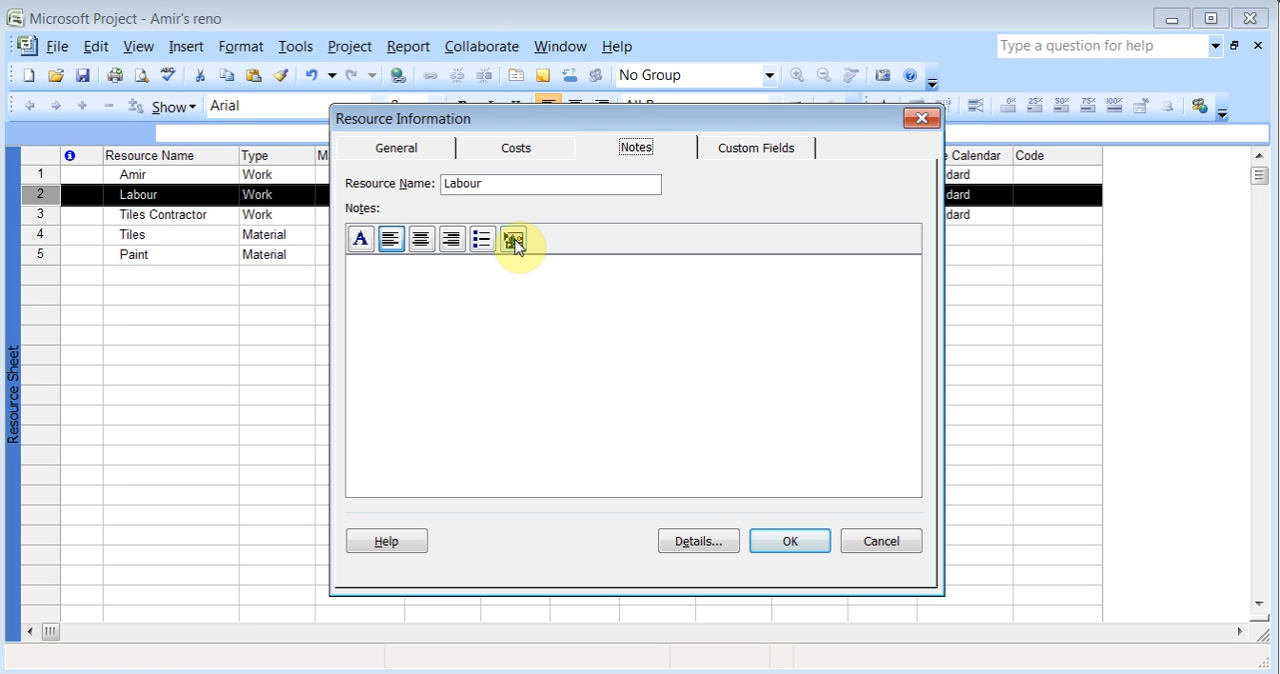 Microsoft Project - Amir's reno
File Edit View Insert Format Tools Project Report Collaborate Window Help Type a question for help
No Group
Show Arial
Resource Information
General Costs Notes Custom Fields
Resource Name Type M Calendar Code
1 Amir Work dard
2 Labour Work dard
3 Tiles Contractor Work dard
4 Tiles Material
5 Paint Material
Resource Name: Labour
Notes:
A
Help Details... OK Cancel
Resource Sheet